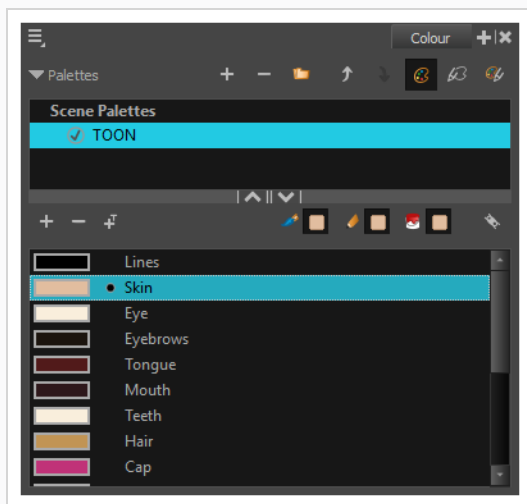 Colour
Palettes
Scene Palettes
TOON
Lines
Skin
Eye
Eyebrows
Tongue
Mouth
Teeth
Hair
Cap